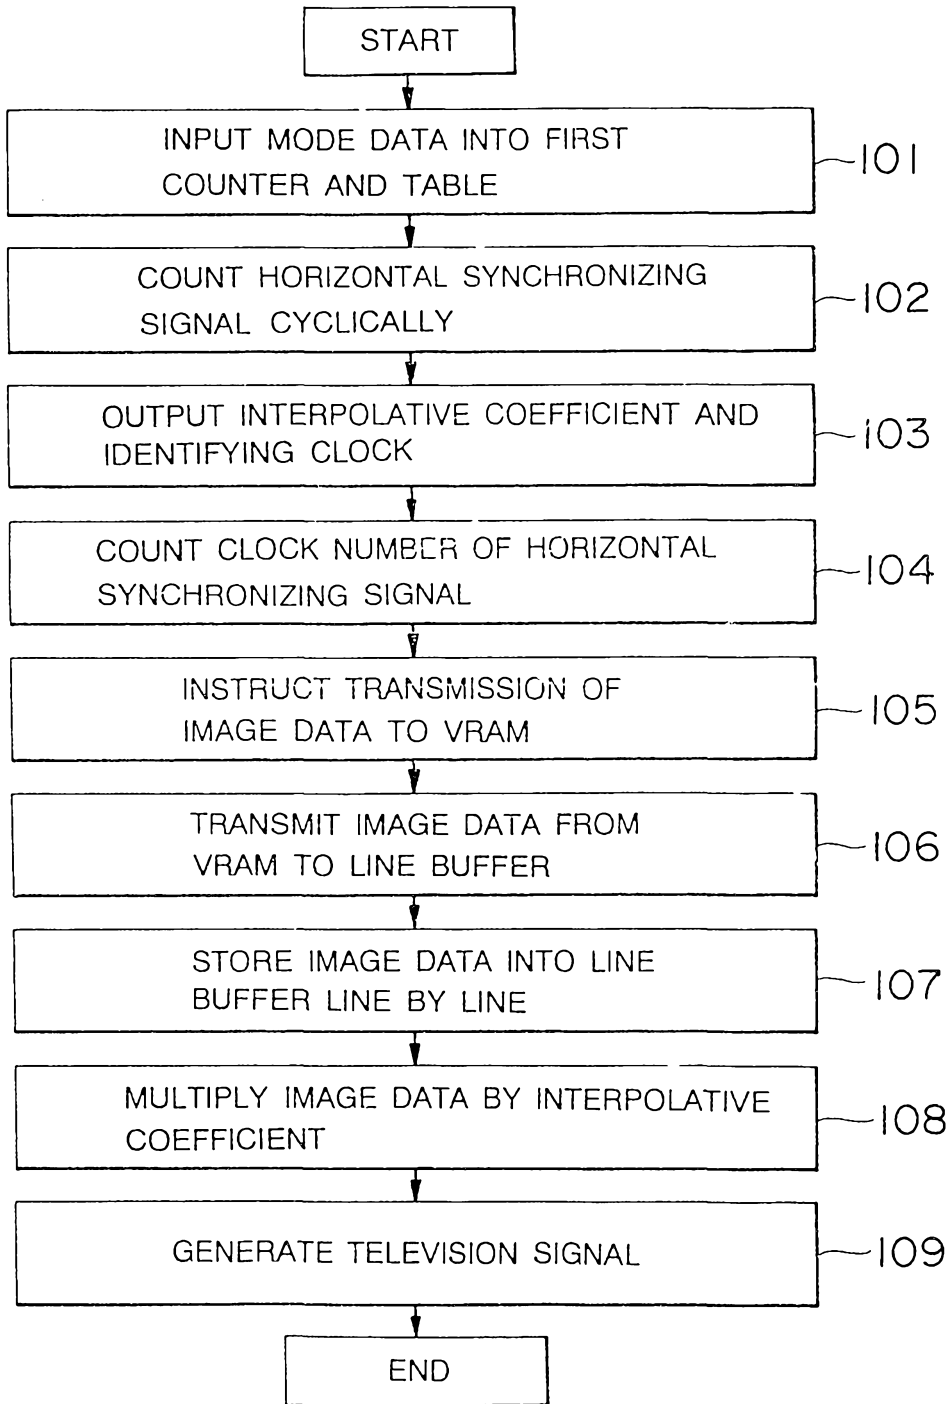 START
INPUT MODE DATA INTO FIRST
COUNTER AND TABLE
101
COUNT HORIZONTAL SYNCHRONIZING
SIGNAL CYCLICALLY
102
OUTPUT INTERPOLATIVE COEFFICIENT AND
IDENTIFYING CLOCK
103
COUNT CLOCK NUMBER OF HORIZONTAL
SYNCHRONIZING SIGNAL
104
INSTRUCT TRANSMISSION OF
IMAGE DATA TO VRAM
105
TRANSMIT IMAGE DATA FROM
VRAM TO LINE BUFFER
106
STORE IMAGE DATA INTO LINE
BUFFER LINE BY LINE
107
MULTIPLY IMAGE DATA BY INTERPOLATIVE
COEFFICIENT
108
GENERATE TELEVISION SIGNAL
109
END